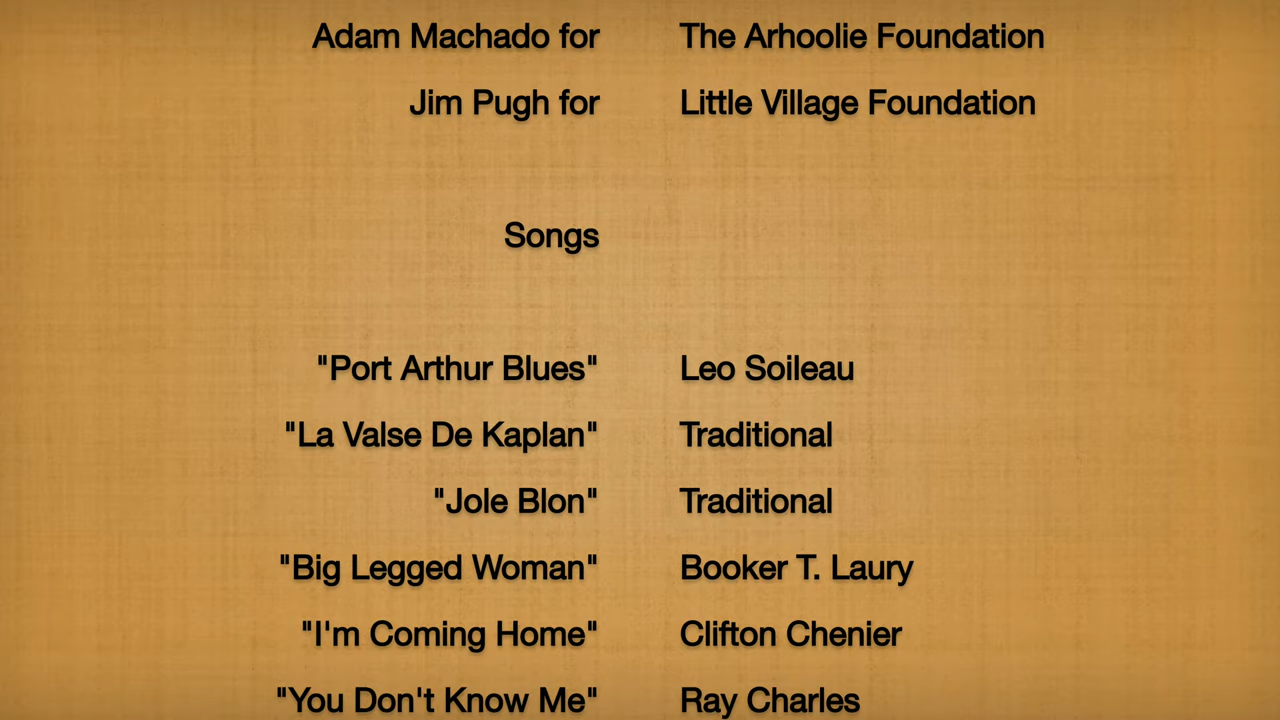 Adam Machado for The Arhoolie Foundation
Jim Pugh for Little Village Foundation
Songs
"Port Arthur Blues" Leo Soileau
"La Valse De Kaplan" Traditional
"Jole Blon" Traditional
"Big Legged Woman" Booker T. Laury
"I'm Coming Home" Clifton Chenier
"You Don't Know Me" Ray Charles